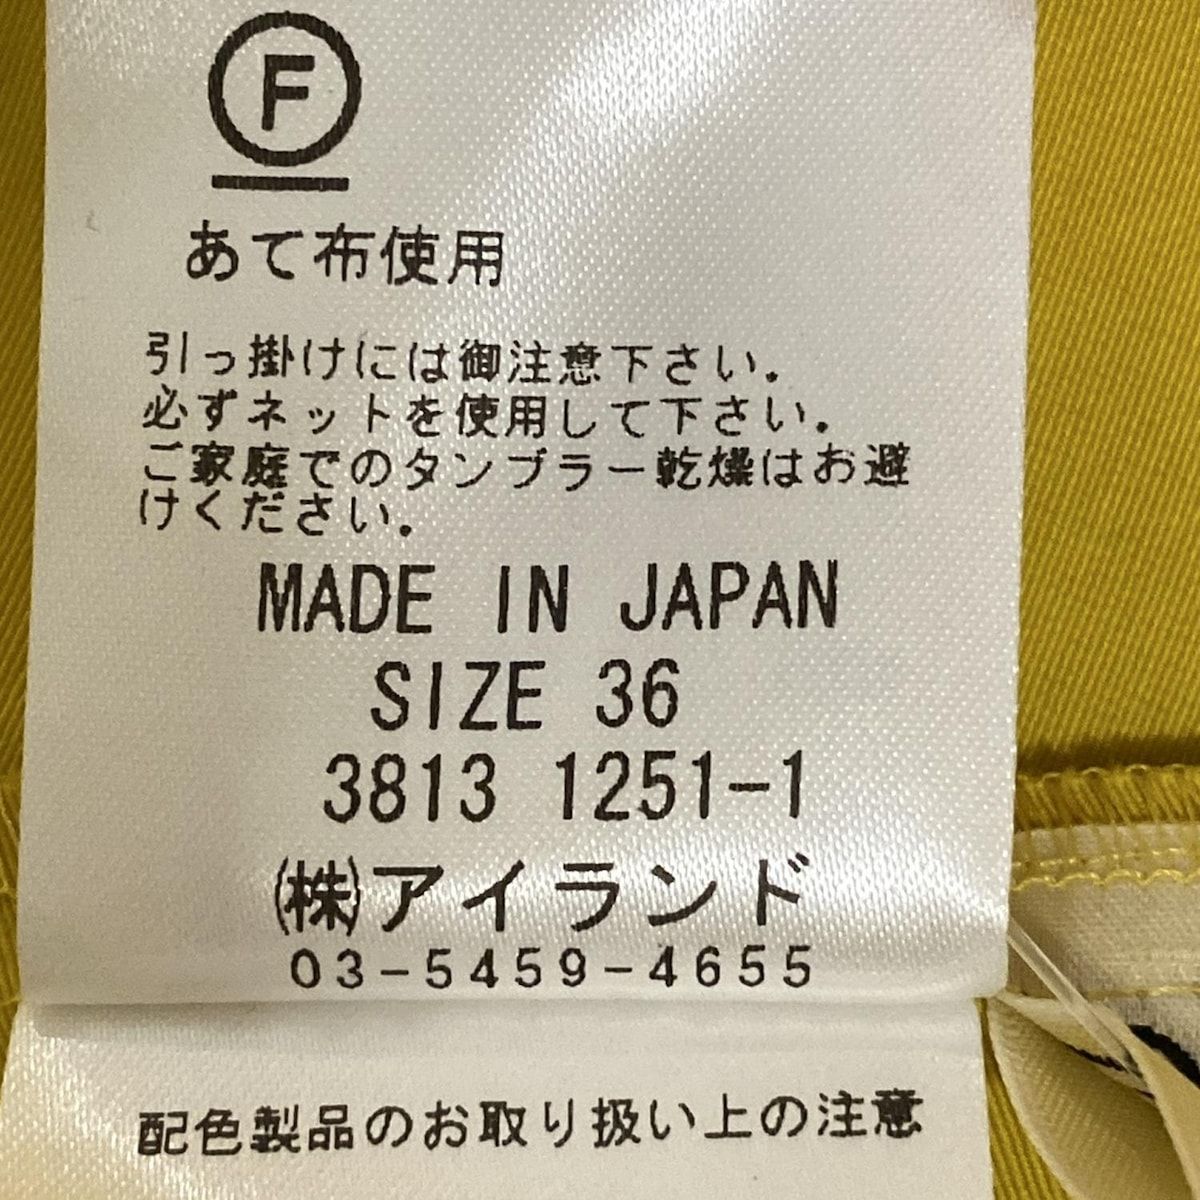 F
あて布使用
引っ掛けには御注意下さい.
必ずネットを使用して下さい.
ご家庭でのタンブラー乾燥はお避
けください.
MADE IN JAPAN
SIZE 36
3813 1251-1
(株)アイランド
03-5459-4655
配色製品のお取り扱い上の注意